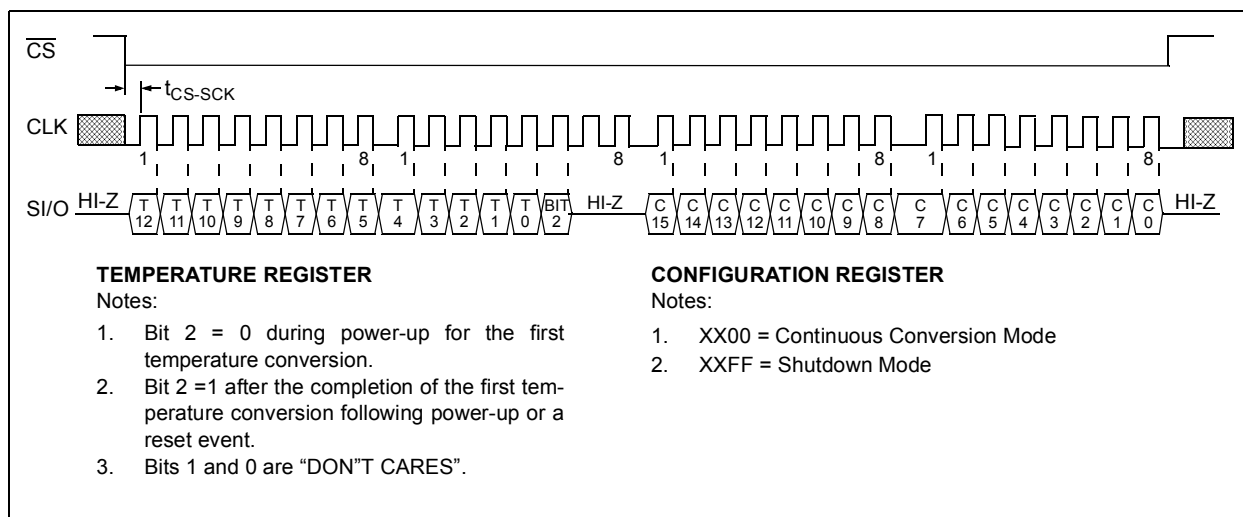 CS
tCS-SCK
CLK
1 8 1 8 1 8 1 8
SI/O HI-Z T 12 T 11 T 10 T 9 T 8 T 7 T 6 T 5 T 4 T 3 T 2 T 1 T 0 BIT 2 HI-Z C 15 C 14 C 13 C 12 C 11 C 10 C 9 C 8 C 7 C 6 C 5 C 4 C 3 C 2 C 1 C 0 HI-Z
TEMPERATURE REGISTER
Notes:
1. Bit 2 = 0 during power-up for the first
temperature conversion.
2. Bit 2 =1 after the completion of the first tem-
perature conversion following power-up or a
reset event.
3. Bits 1 and 0 are “DON"T CARES”.
CONFIGURATION REGISTER
Notes:
1. XX00 = Continuous Conversion Mode
2. XXFF = Shutdown Mode